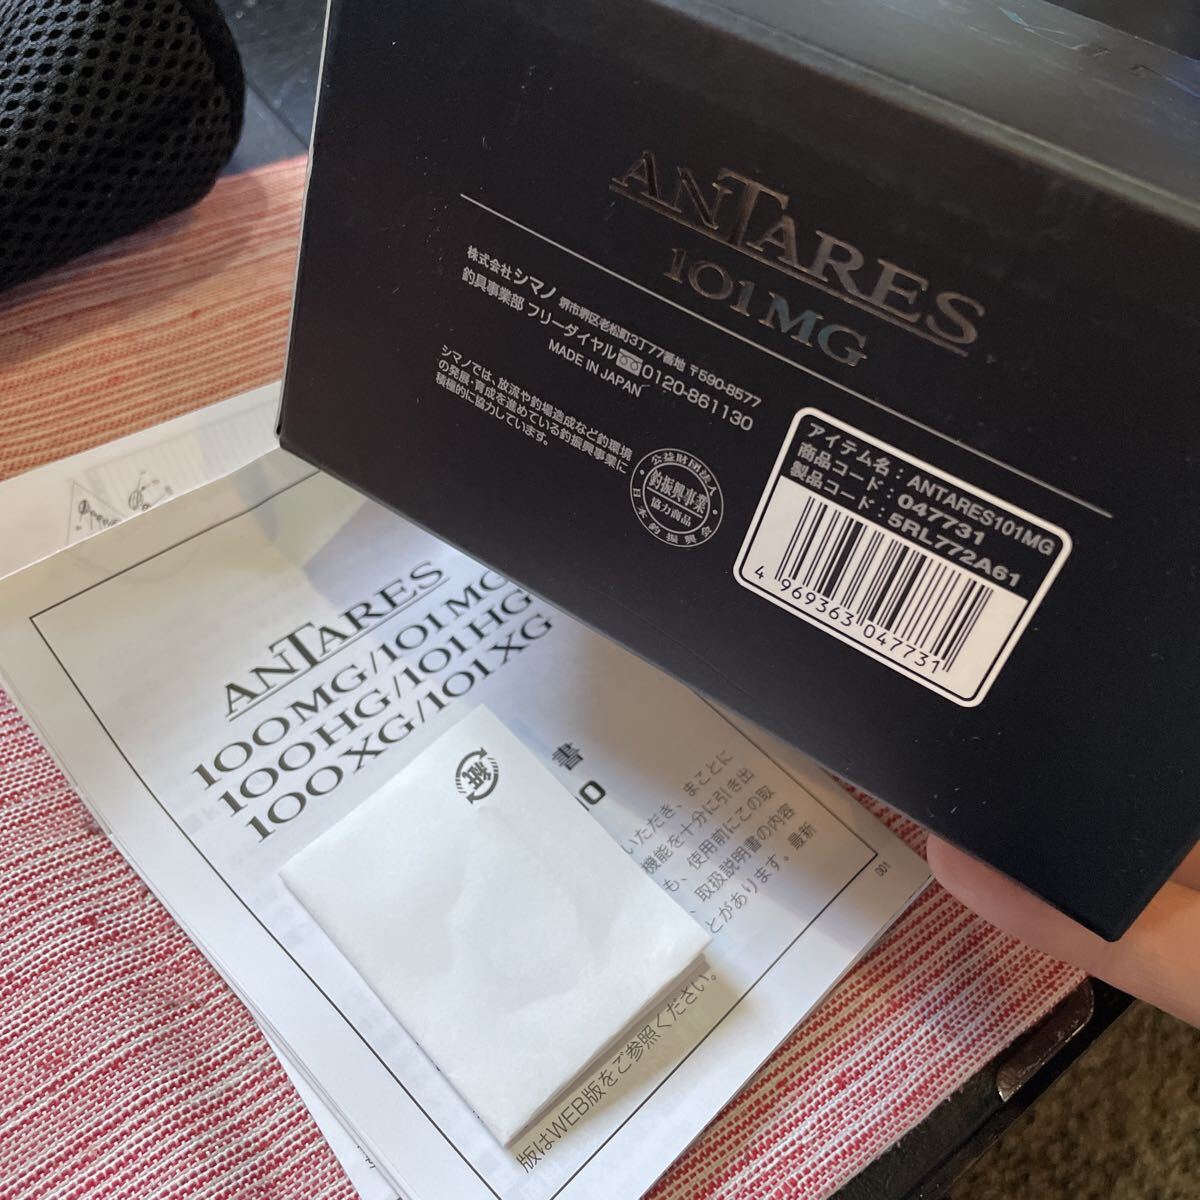 ANTARES
101MG
株式会社 シマノ 堺市堺区老松町3丁77番地 〒590-8577
釣具事業部 フリーダイヤル 0120-861130
MADE IN JAPAN
シマノでは、放流や釣場造成など釣環境
の発展・育成を進めている釣振興事業に
積極的に協力しています。
公益財団法人
釣振興事業
協力商品
日本釣振興会
アイテム名：ANTARES101MG
商品コード：047731
製品コード：5RL772A61
4 969363 047731
ANTARES
100MG/101MG
100HG/101HG
100XG/101XG
書
紙
いただき、まことに
機能を十分に引き出
も、使用前にこの取
、取扱説明書の内容
とがあります。最新
版はWEB版をご参照ください。
001